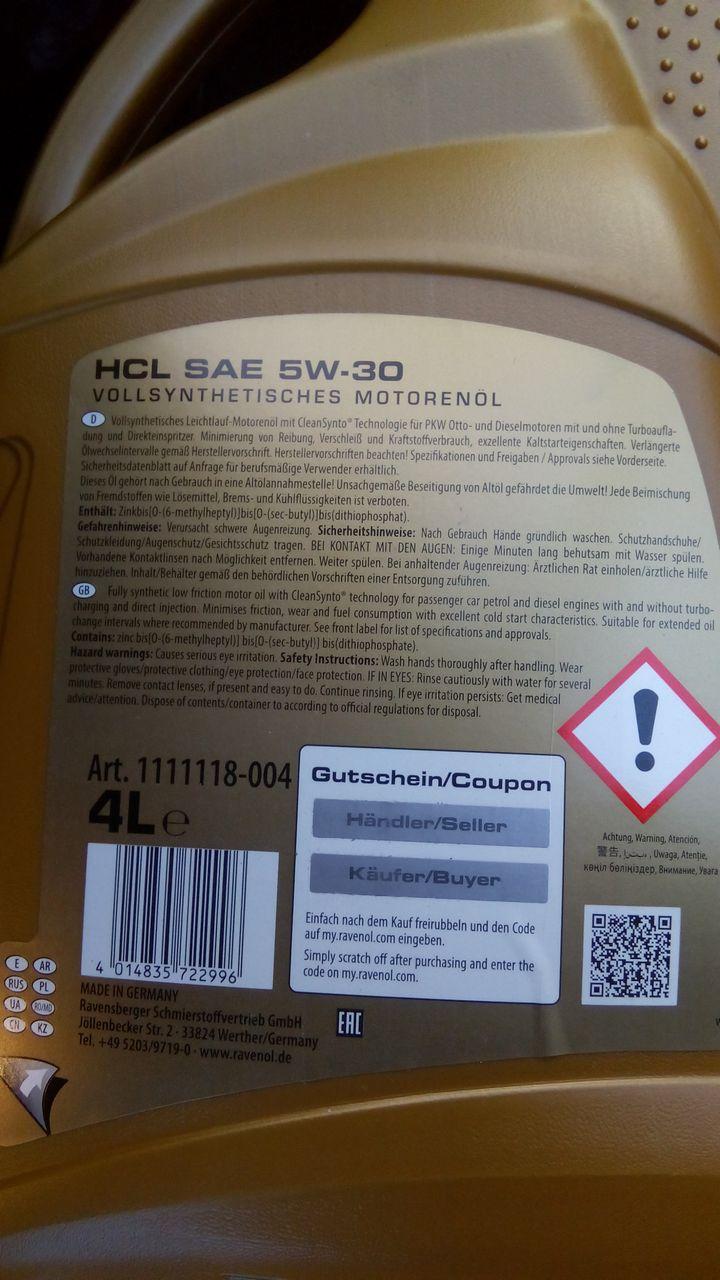 HCL SAE 5W-30
VOLLSYNTHETISCHES MOTORENÖL
D Vollsynthetisches Leichtlauf-Motorenöl mit CleanSynto® Technologie für PKW Otto- und Dieselmotoren mit und ohne Turboaufla-
dung und Direkteinspritzer. Minimierung von Reibung, Verschleiß und Kraftstoffverbrauch, exzellente Kaltstarteigenschaften. Verlängerte
Ölwechselintervalle gemäß Herstellervorschrift. Herstellervorschriften beachten! Spezifikationen und Freigaben / Approvals siehe Vorderseite.
Sicherheitsdatenblatt auf Anfrage für berufsmäßige Verwender erhältlich.
Dieses Öl gehört nach Gebrauch in eine Altölannahmestelle! Unsachgemäße Beseitigung von Altöl gefährdet die Umwelt! Jede Beimischung
von Fremdstoffen wie Lösemittel, Brems- und Kühlflüssigkeiten ist verboten.
Enthält: Zinkbis[O-(6-methylheptyl)]bis[O-(sec-butyl)]bis(dithiophosphat).
Gefahrenhinweise: Verursacht schwere Augenreizung. Sicherheitshinweise: Nach Gebrauch Hände gründlich waschen. Schutzhandschuhe/
Schutzkleidung/Augenschutz/Gesichtsschutz tragen. BEI KONTAKT MIT DEN AUGEN: Einige Minuten lang behutsam mit Wasser spülen.
Vorhandene Kontaktlinsen nach Möglichkeit entfernen. Weiter spülen. Bei anhaltender Augenreizung: Ärztlichen Rat einholen/ärztliche Hilfe
hinzuziehen. Inhalt/Behälter gemäß den behördlichen Vorschriften einer Entsorgung zuführen.
GB Fully synthetic low friction motor oil with CleanSynto® technology for passenger car petrol and diesel engines with and without turbo-
charging and direct injection. Minimises friction, wear and fuel consumption with excellent cold start characteristics. Suitable for extended oil
change intervals where recommended by manufacturer. See front label for list of specifications and approvals.
Contains: zinc bis[O-(6-methylheptyl)] bis[O-(sec-butyl)] bis(dithiophosphate).
Hazard warnings: Causes serious eye irritation. Safety Instructions: Wash hands thoroughly after handling. Wear
protective gloves/protective clothing/eye protection/face protection. IF IN EYES: Rinse cautiously with water for several
minutes. Remove contact lenses, if present and easy to do. Continue rinsing. If eye irritation persists: Get medical
advice/attention. Dispose of contents/container to according to official regulations for disposal.
Art. 1111118-004
4L e
4 014835 722996
Gutschein/Coupon
Händler/Seller
Käufer/Buyer
Einfach nach dem Kauf freirubbeln und den Code
auf my.ravenol.com eingeben.
Simply scratch off after purchasing and enter the
code on my.ravenol.com.
Achtung, Warning, Atención,
警告, Uwaga, Atenție,
көңіл бөліңіздер, Внимание, Увага
E AR
RUS PL
UA RO/MD
CN KZ
MADE IN GERMANY
Ravensberger Schmierstoffvertrieb GmbH
Jöllenbecker Str. 2 · 33824 Werther/Germany
Tel. +49 5203/9719-0 · www.ravenol.de
EAC